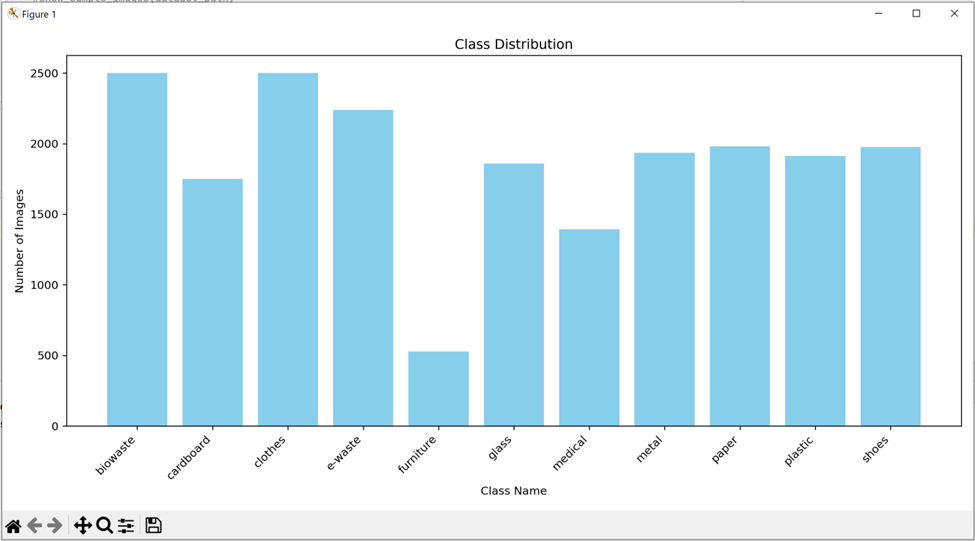 Figure 1
Class Distribution
2500
2000
1500
1000
500
0
Number of Images
biowaste
cardboard
clothes
e-waste
furniture
glass
medical
metal
paper
plastic
shoes
Class Name